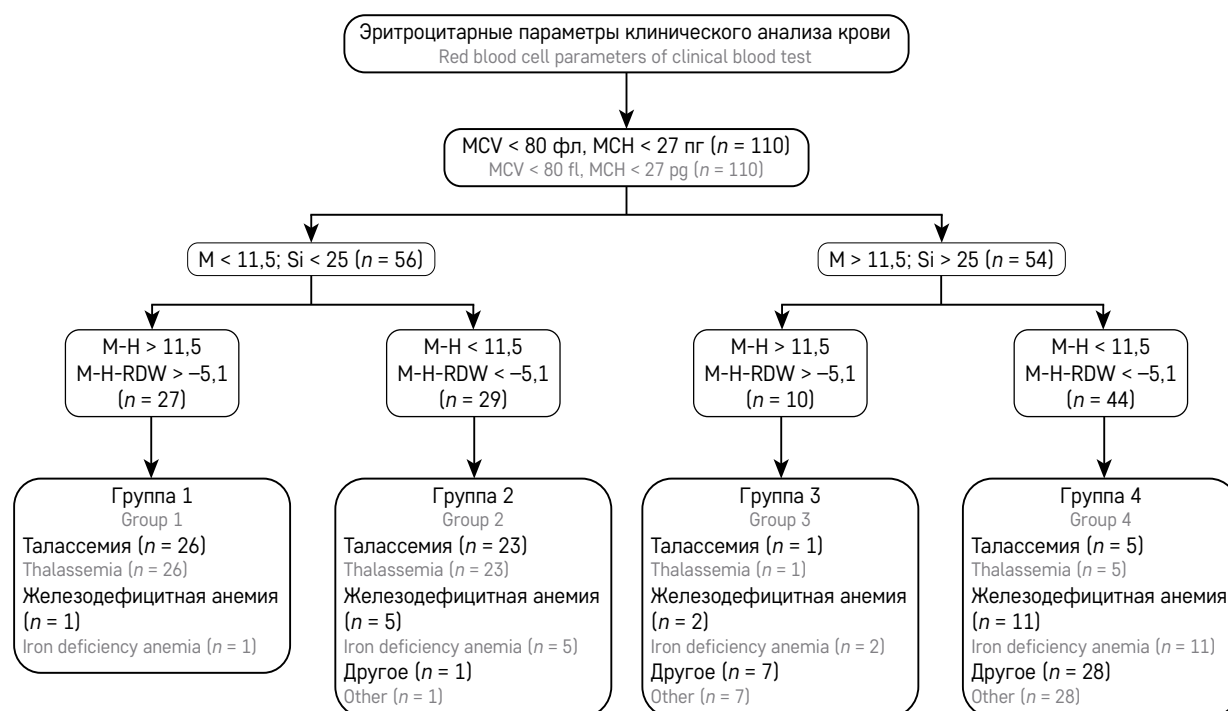 Эритроцитарные параметры клинического анализа крови
Red blood cell parameters of clinical blood test
MCV < 80 фл, MCH < 27 пг (n = 110)
MCV < 80 fl, MCH < 27 pg (n = 110)
M < 11,5; Si < 25 (n = 56)
M > 11,5; Si > 25 (n = 54)
M-H > 11,5
M-H-RDW > –5,1
(n = 27)
M-H < 11,5
M-H-RDW < –5,1
(n = 29)
M-H > 11,5
M-H-RDW > –5,1
(n = 10)
M-H < 11,5
M-H-RDW < –5,1
(n = 44)
Группа 1
Group 1
Талассемия (n = 26)
Thalassemia (n = 26)
Железодефицитная анемия
(n = 1)
Iron deficiency anemia (n = 1)
Группа 2
Group 2
Талассемия (n = 23)
Thalassemia (n = 23)
Железодефицитная анемия
(n = 5)
Iron deficiency anemia (n = 5)
Другое (n = 1)
Other (n = 1)
Группа 3
Group 3
Талассемия (n = 1)
Thalassemia (n = 1)
Железодефицитная анемия
(n = 2)
Iron deficiency anemia (n = 2)
Другое (n = 7)
Other (n = 7)
Группа 4
Group 4
Талассемия (n = 5)
Thalassemia (n = 5)
Железодефицитная анемия
(n = 11)
Iron deficiency anemia (n = 11)
Другое (n = 28)
Other (n = 28)